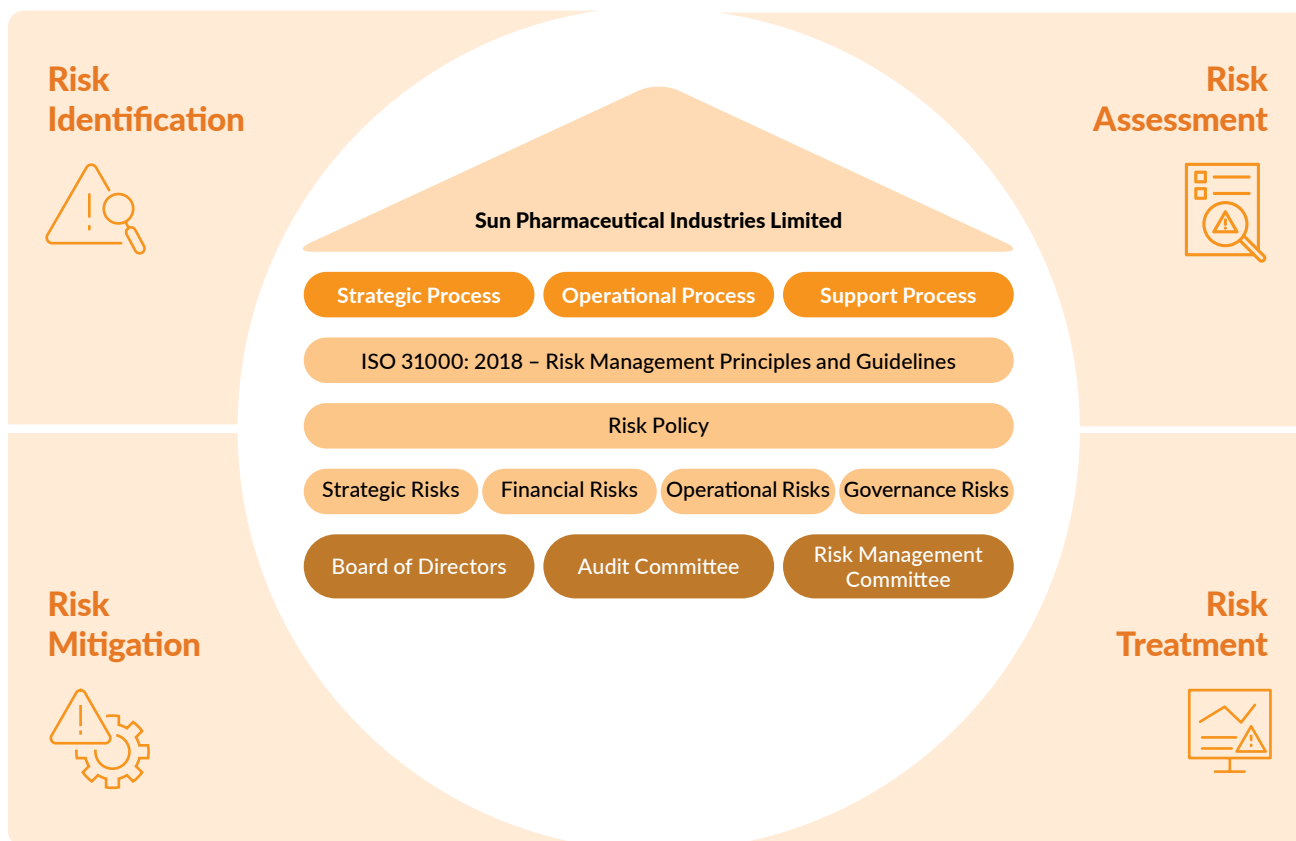 Risk
Identification
Risk
Assessment
Sun Pharmaceutical Industries Limited
Strategic Process
Operational Process
Support Process
ISO 31000: 2018 – Risk Management Principles and Guidelines
Risk Policy
Strategic Risks
Financial Risks
Operational Risks
Governance Risks
Board of Directors
Audit Committee
Risk Management
Committee
Risk
Mitigation
Risk
Treatment